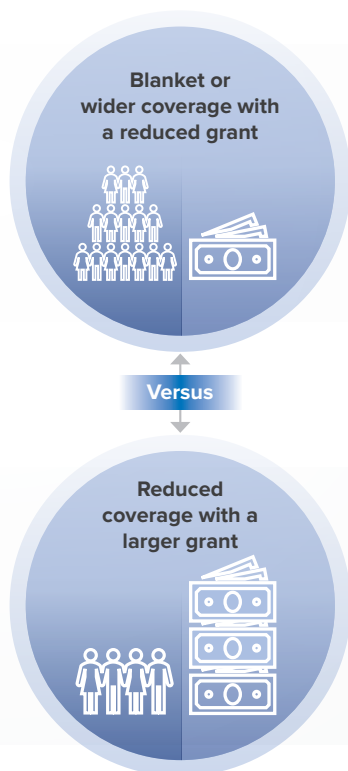 Blanket or
wider coverage with
a reduced grant
Versus
Reduced
coverage with a
larger grant